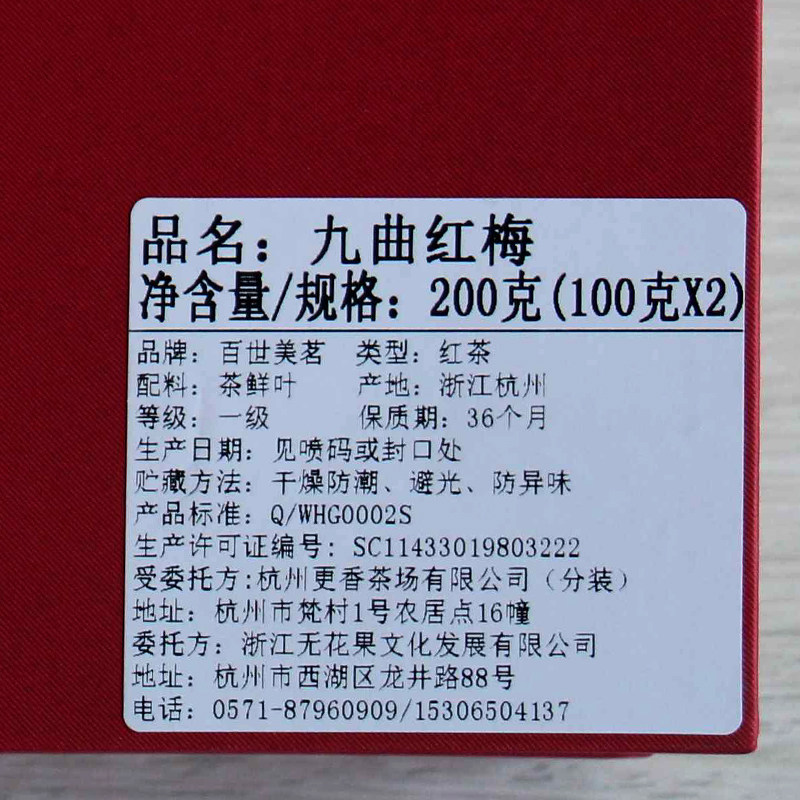 品名：九曲红梅
净含量/规格：200克(100克X2)
品牌：百世美茗 类型：红茶
配料：茶鲜叶 产地：浙江杭州
等级：一级 保质期：36个月
生产日期：见喷码或封口处
贮藏方法：干燥防潮、避光、防异味
产品标准：Q/WHG0002S
生产许可证编号：SC11433019803222
受委托方:杭州更香茶场有限公司（分装）
地址：杭州市梵村1号农居点16幢
委托方：浙江无花果文化发展有限公司
地址：杭州市西湖区龙井路88号
电话：0571-87960909/15306504137